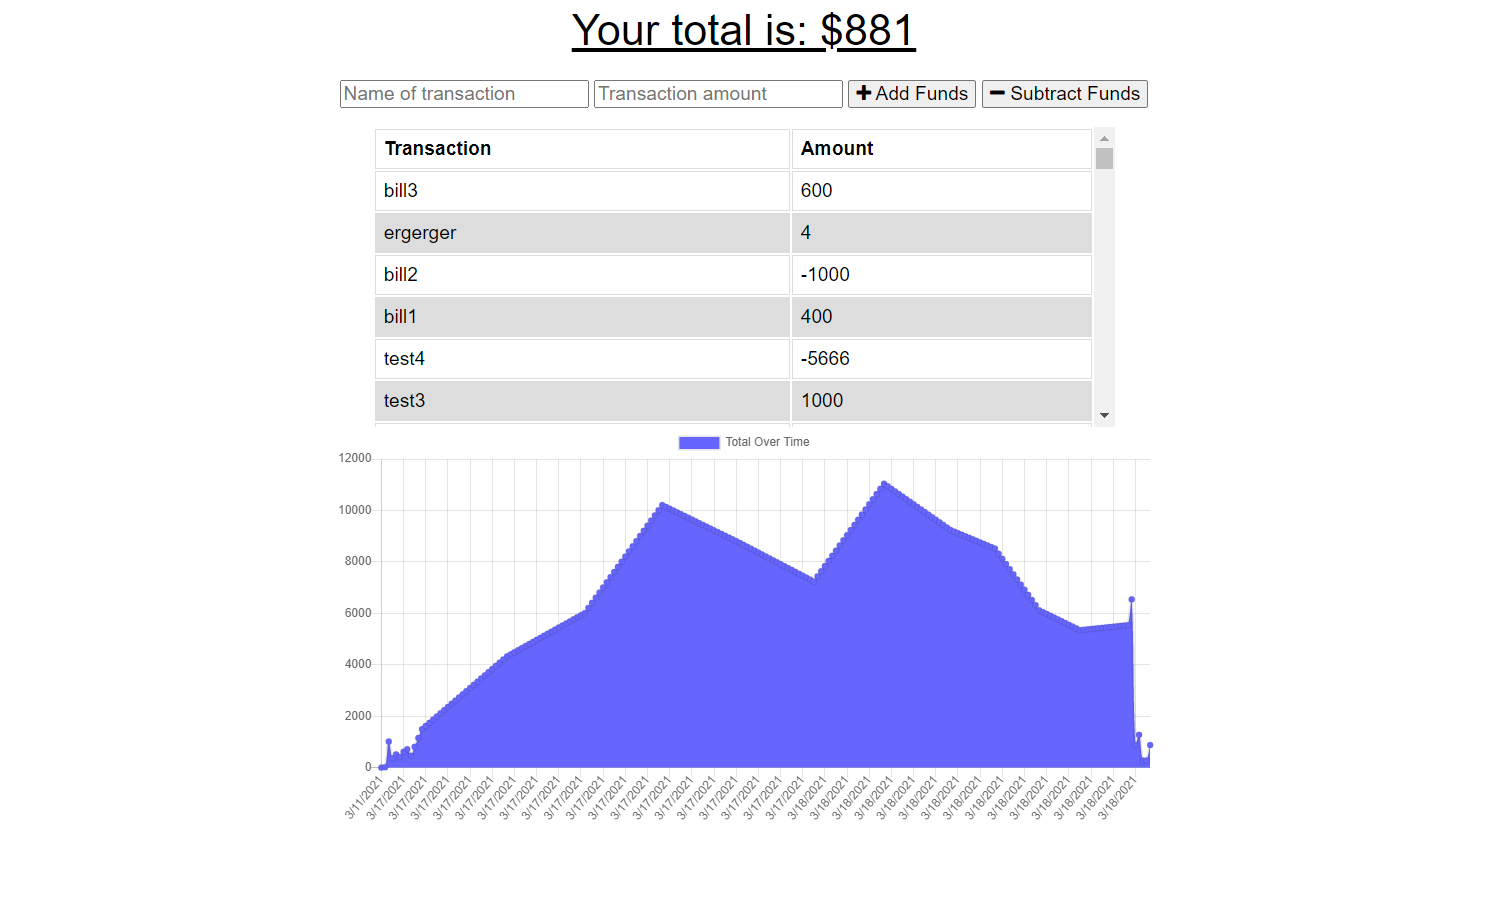 Your total is: $881
Name of transaction Transaction amount Add Funds Subtract Funds
Transaction Amount
bill3 600
ergerger 4
bill2 -1000
bill1 400
test4 -5666
test3 1000
Total Over Time
12000
10000
8000
6000
4000
2000
0
3/11/2021 3/17/2021 3/17/2021 3/17/2021 3/17/2021 3/17/2021 3/17/2021 3/17/2021 3/17/2021 3/17/2021 3/17/2021 3/17/2021 3/17/2021 3/17/2021 3/17/2021 3/17/2021 3/17/2021 3/17/2021 3/17/2021 3/17/2021 3/18/2021 3/18/2021 3/18/2021 3/18/2021 3/18/2021 3/18/2021 3/18/2021 3/18/2021 3/18/2021 3/18/2021 3/18/2021 3/18/2021 3/18/2021 3/18/2021 3/18/2021